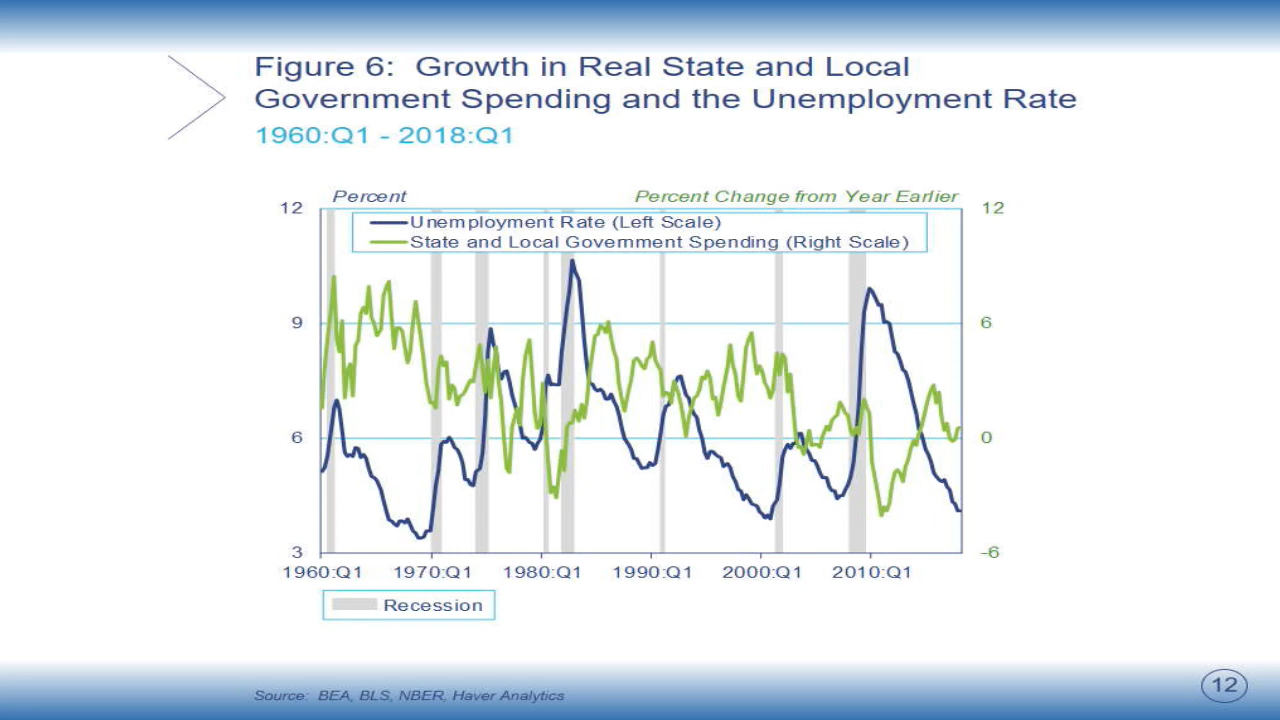 Figure 6: Growth in Real State and Local
Government Spending and the Unemployment Rate
1960:Q1 - 2018:Q1
Percent
Percent Change from Year Earlier
12
12
Unemployment Rate (Left Scale)
State and Local Government Spending (Right Scale)
9
6
6
0
3
-6
1960:Q1
1970:Q1
1980:Q1
1990:Q1
2000:Q1
2010:Q1
Recession
Source: BEA, BLS, NBER, Haver Analytics
12